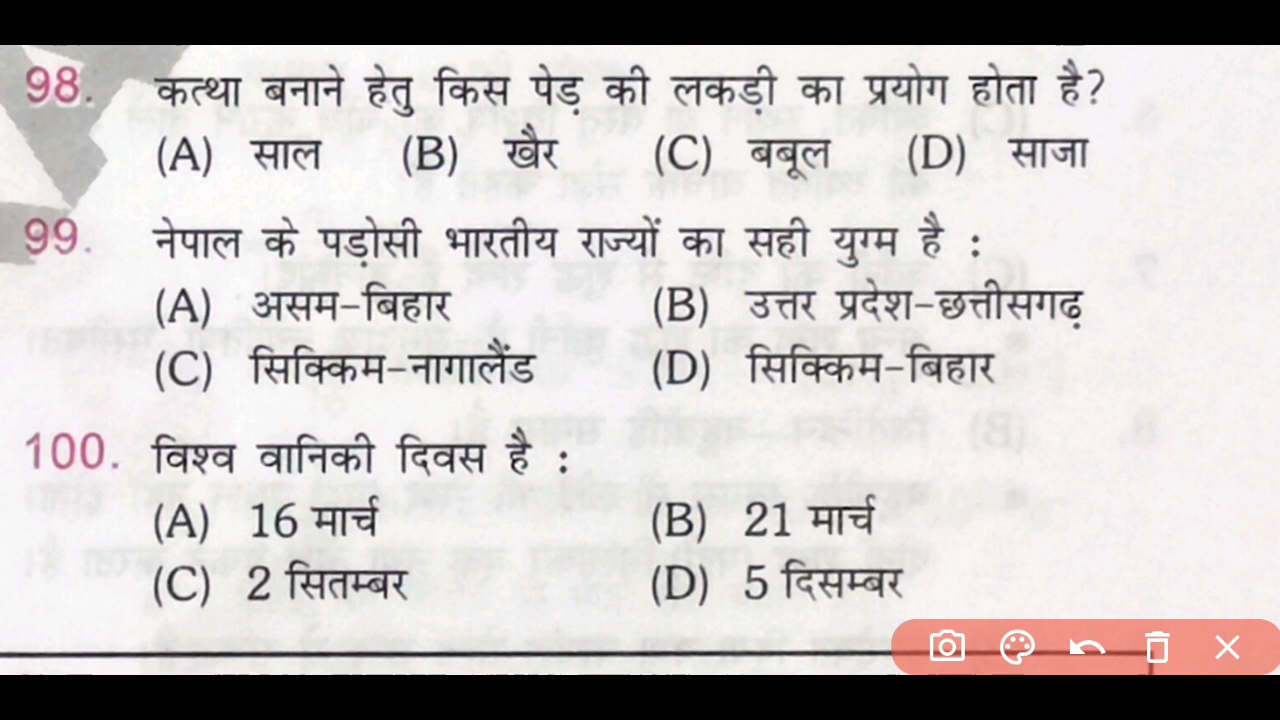 98. कत्था बनाने हेतु किस पेड़ की लकड़ी का प्रयोग होता है?
(A) साल (B) खैर (C) बबूल (D) साजा
99. नेपाल के पड़ोसी भारतीय राज्यों का सही युग्म है :
(A) असम-बिहार (B) उत्तर प्रदेश-छत्तीसगढ़
(C) सिक्किम-नागालैंड (D) सिक्किम-बिहार
100. विश्व वानिकी दिवस है :
(A) 16 मार्च (B) 21 मार्च
(C) 2 सितम्बर (D) 5 दिसम्बर